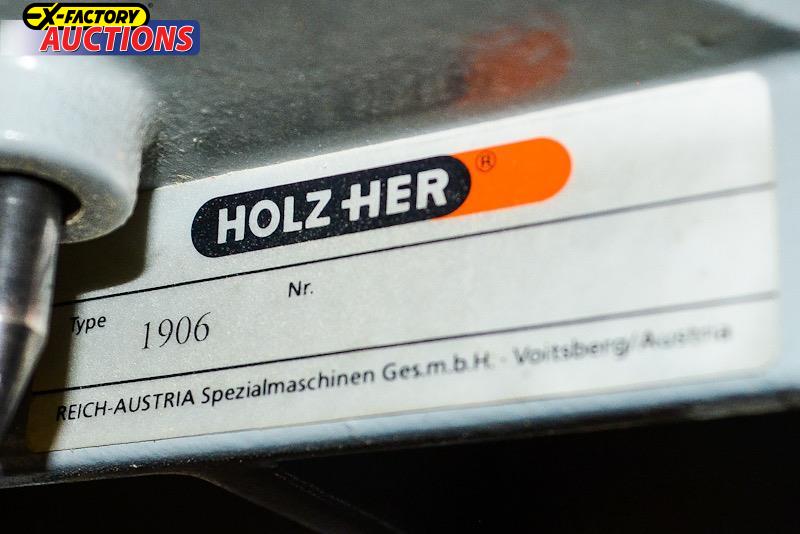 EX-FACTORY
AUCTIONS
HOLZ-HER ®
Type 1906 Nr.
REICH-AUSTRIA Spezialmaschinen Ges.m.b.H. · Voitsberg/Austria